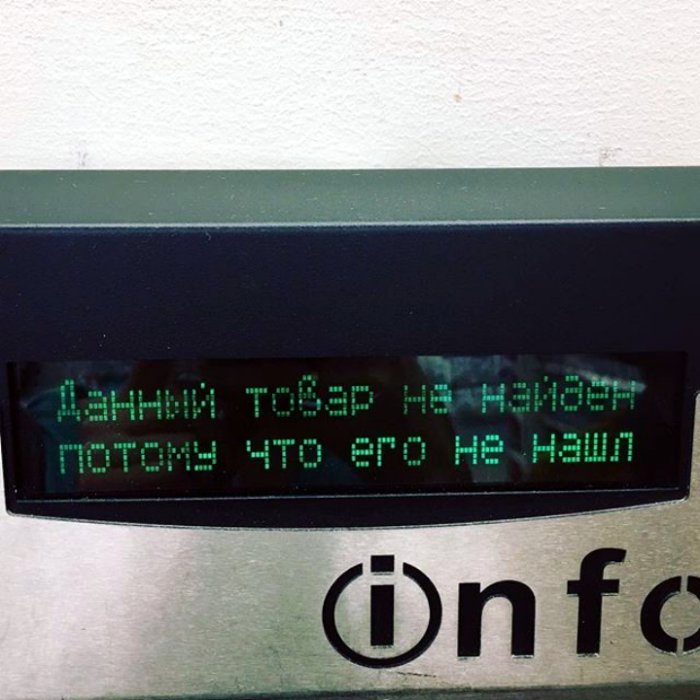 Данный товар не найден
потому что его не нашл
info